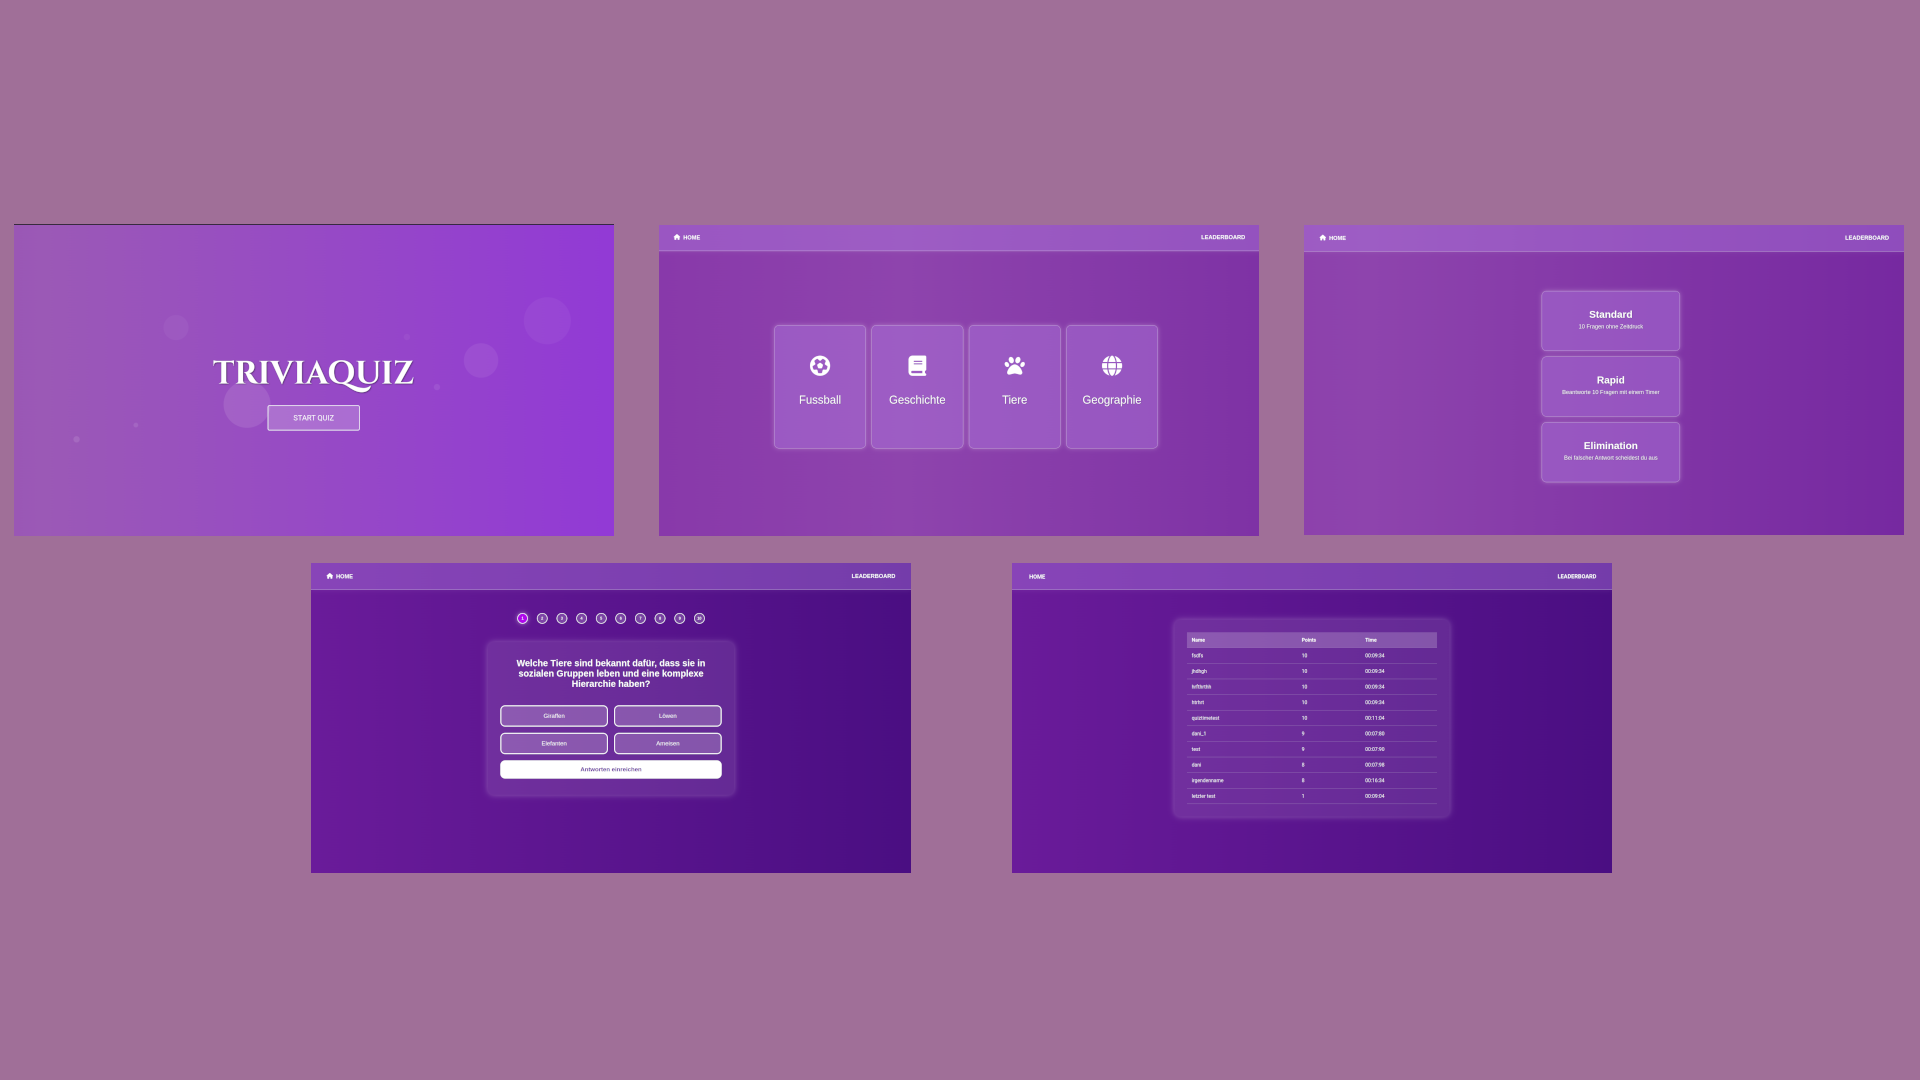 TRIVIAQUIZ
START QUIZ
HOME
LEADERBOARD
Fussball
Geschichte
Tiere
Geographie
HOME
LEADERBOARD
Standard
10 Fragen ohne Zeitdruck
Rapid
Beantworte 10 Fragen mit einem Timer
Elimination
Bei falscher Antwort scheidest du aus
HOME
LEADERBOARD
1 2 3 4 5 6 7 8 9 10
Welche Tiere sind bekannt dafür, dass sie in
sozialen Gruppen leben und eine komplexe
Hierarchie haben?
Giraffen
Löwen
Elefanten
Ameisen
Antworten einreichen
HOME
LEADERBOARD
Name Points Time
fsdfs 10 00:09:34
jhdhgh 10 00:09:34
10 00:09:34
10 00:09:34
quiztimetest 10 00:11:04
dani_1 9 00:07:80
test 9 00:07:90
dani 8 00:07:98
irgendenname 8 00:16:34
letzter test 1 00:09:04